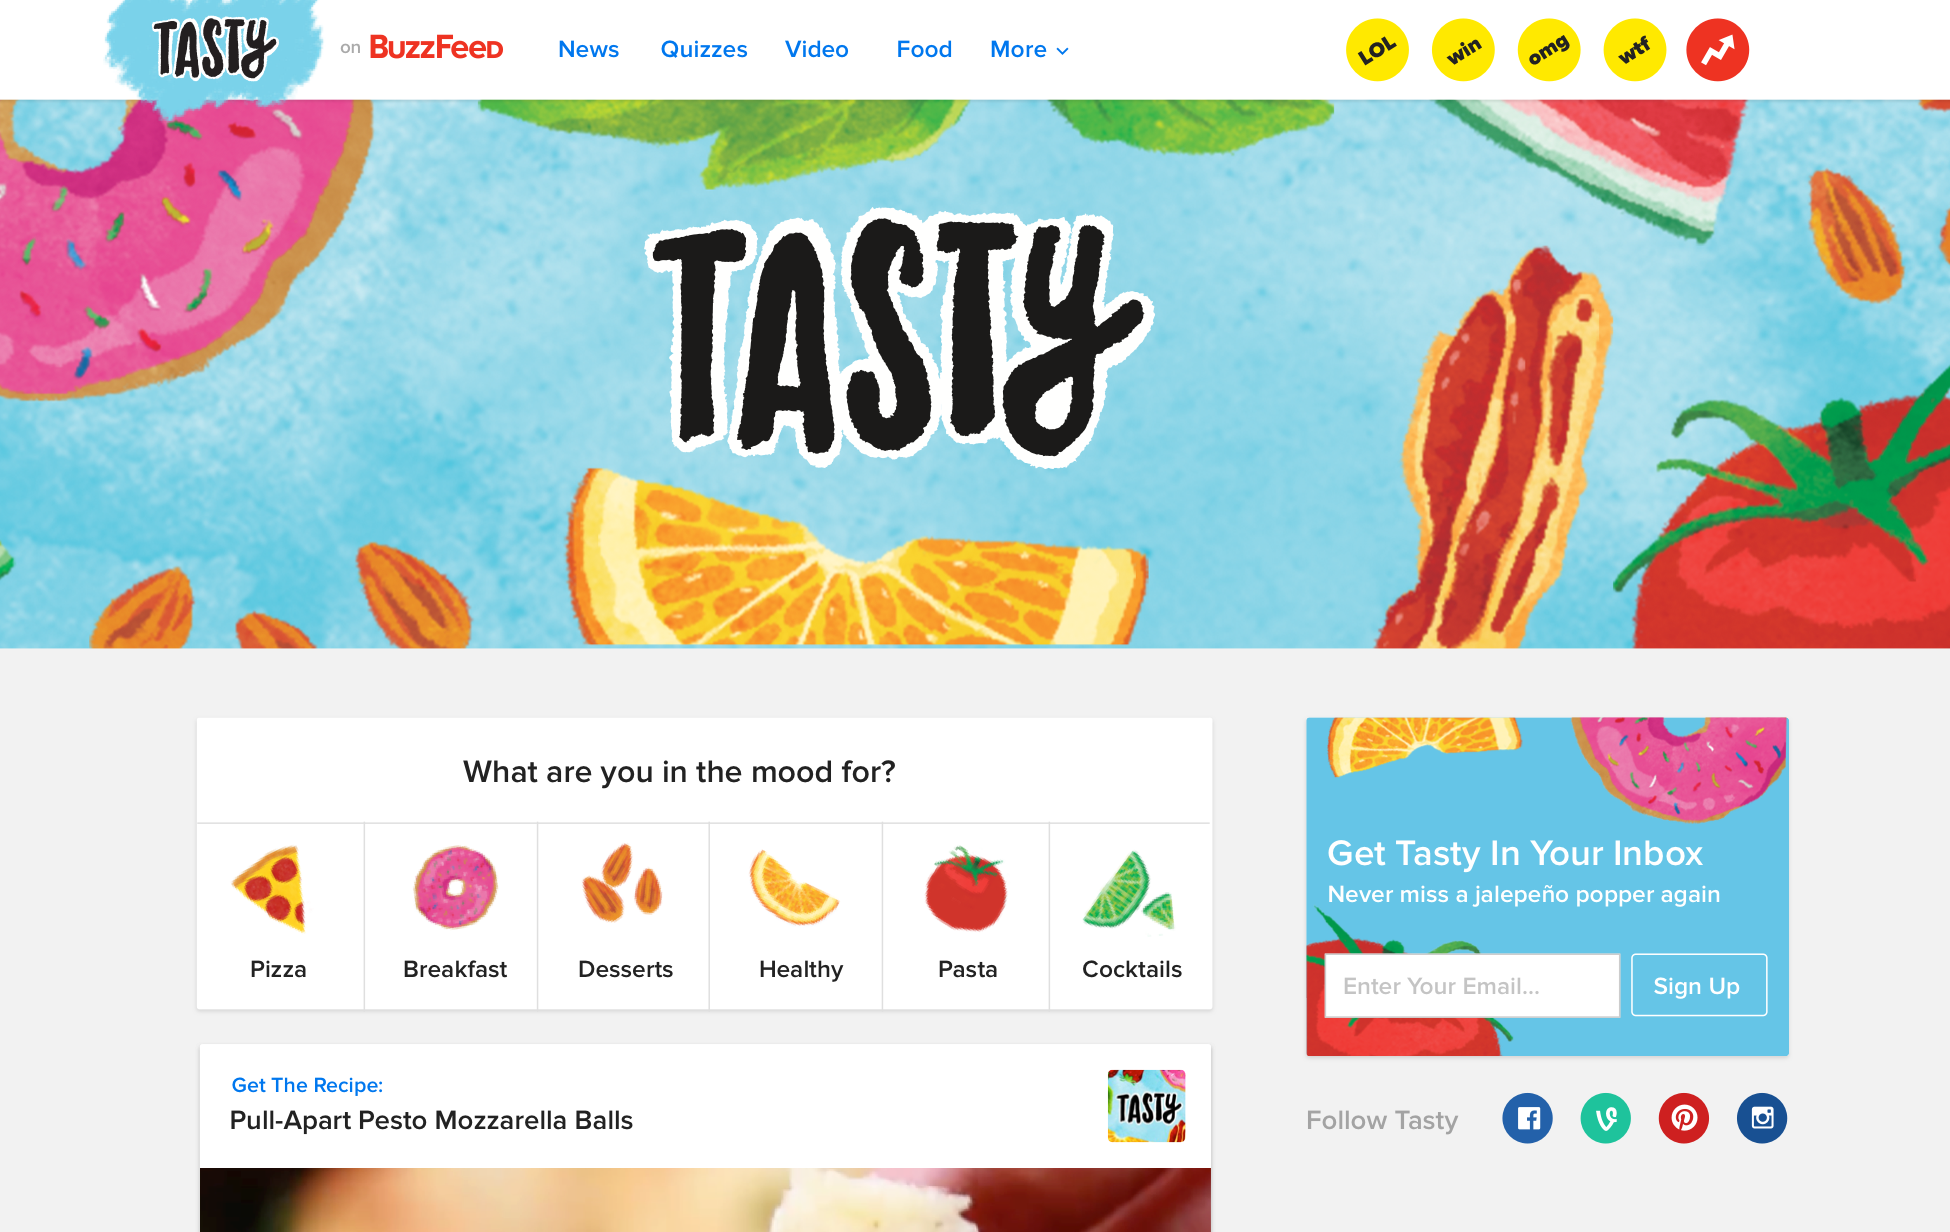 TASTY
on BuzzFeed
News Quizzes Video Food More
LOL win omg wtf
TASTY
What are you in the mood for?
Pizza Breakfast Desserts Healthy Pasta Cocktails
Get The Recipe:
Pull-Apart Pesto Mozzarella Balls
TASTY
Get Tasty In Your Inbox
Never miss a jalepeño popper again
Enter Your Email...
Sign Up
Follow Tasty